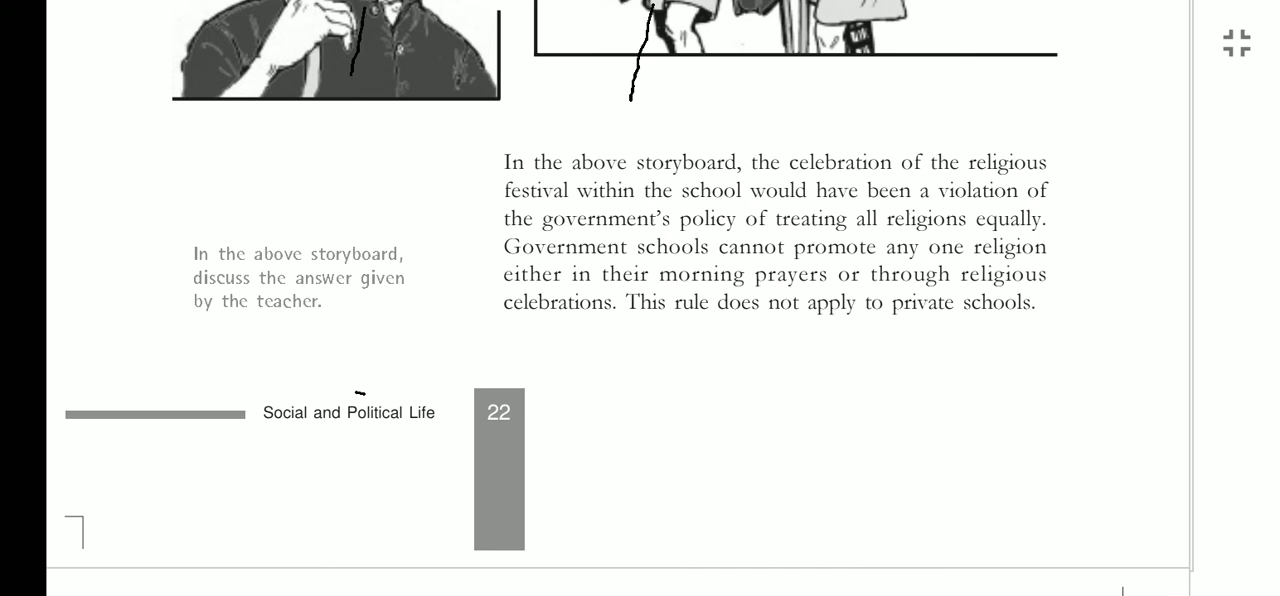 In the above storyboard, the celebration of the religious
festival within the school would have been a violation of
the government's policy of treating all religions equally.
Government schools cannot promote any one religion
either in their morning prayers or through religious
celebrations. This rule does not apply to private schools.
In the above storyboard,
discuss the answer given
by the teacher.
Social and Political Life
22